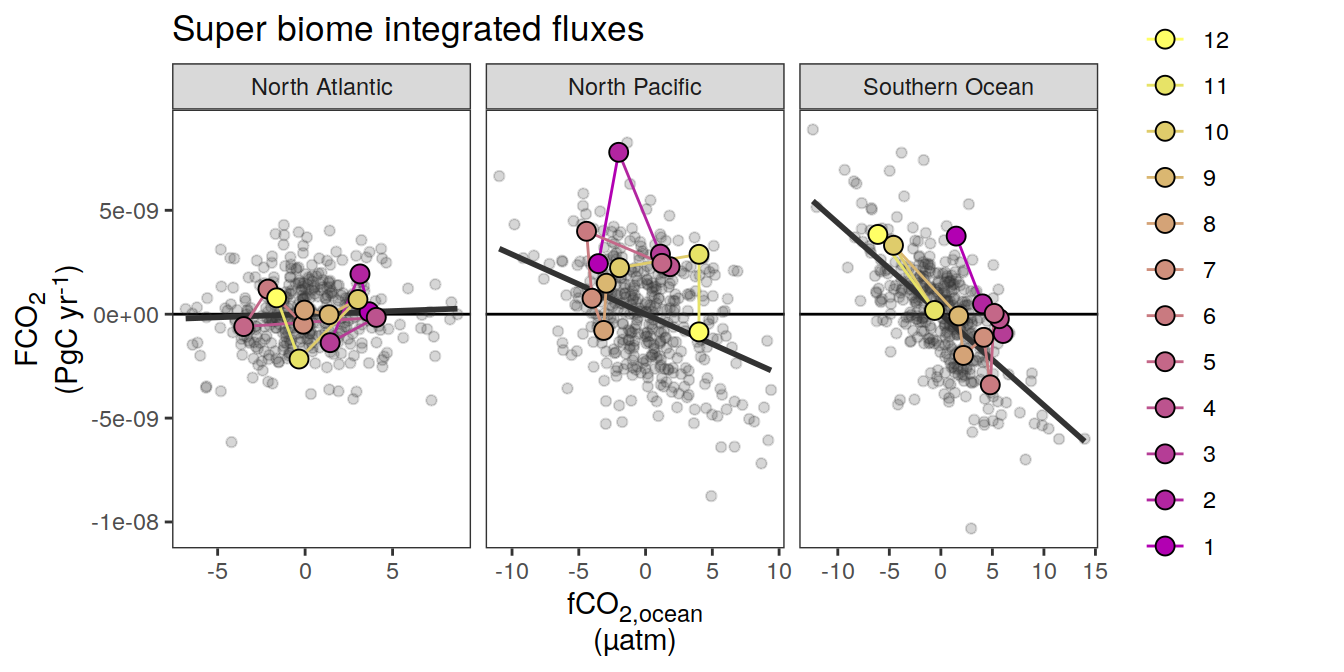 Super biome integrated fluxes
North Atlantic
North Pacific
Southern Ocean
5e-09
0e+00
-5e-09
-1e-08
FCO₂
(PgC yr⁻¹)
-5 0 5
-10 -5 0 5 10
-10 -5 0 5 10 15
fCO₂,ocean
(µatm)
12
11
10
9
8
7
6
5
4
3
2
1